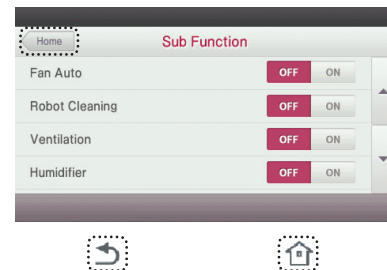 Home
Sub Function
Fan Auto OFF ON
Robot Cleaning OFF ON
Ventilation OFF ON
Humidifier OFF ON